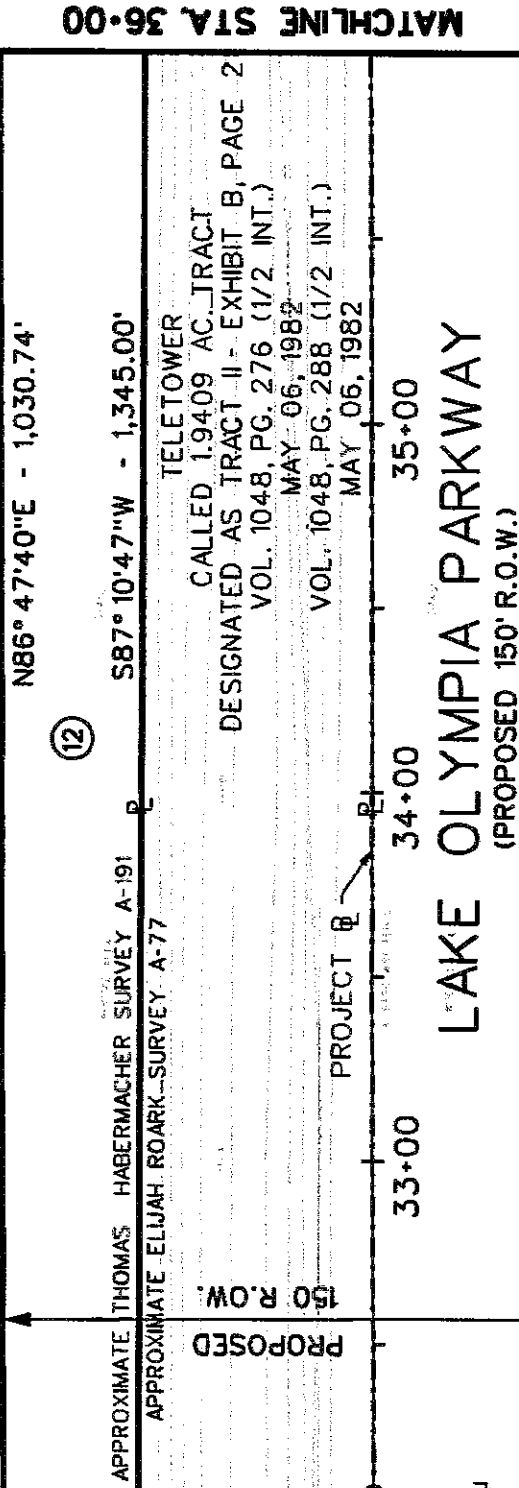 MATCHLINE STA. 36+00
N86°47'40"E - 1,030.74'
12
S87°10'47"W - 1,345.00'
APPROXIMATE THOMAS HABERMACHER SURVEY A-191
APPROXIMATE ELIJAH ROARK SURVEY A-77
PL
TELETOWER
CALLED 1.9409 AC. TRACT
DESIGNATED AS TRACT II - EXHIBIT B, PAGE 2
VOL. 1048, PG. 276 (1/2 INT.)
MAY 06, 1982
VOL. 1048, PG. 288 (1/2 INT.)
MAY 06, 1982
PROPOSED
150 R.O.W.
PROJECT BL
PL
33+00
34+00
35+00
LAKE OLYMPIA PARKWAY
(PROPOSED 150' R.O.W.)